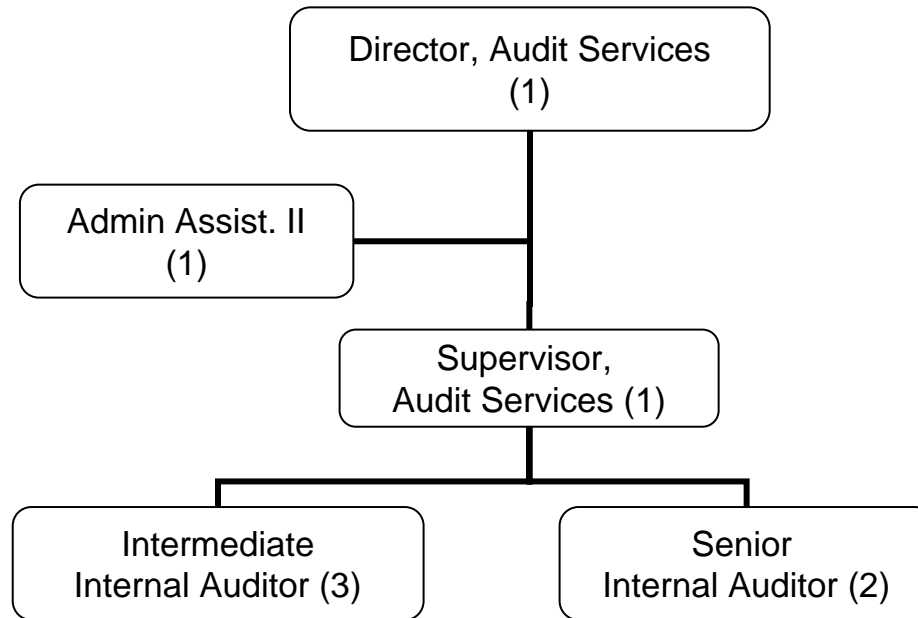 Director, Audit Services
(1)
Admin Assist. II
(1)
Supervisor,
Audit Services (1)
Intermediate
Internal Auditor (3)
Senior
Internal Auditor (2)